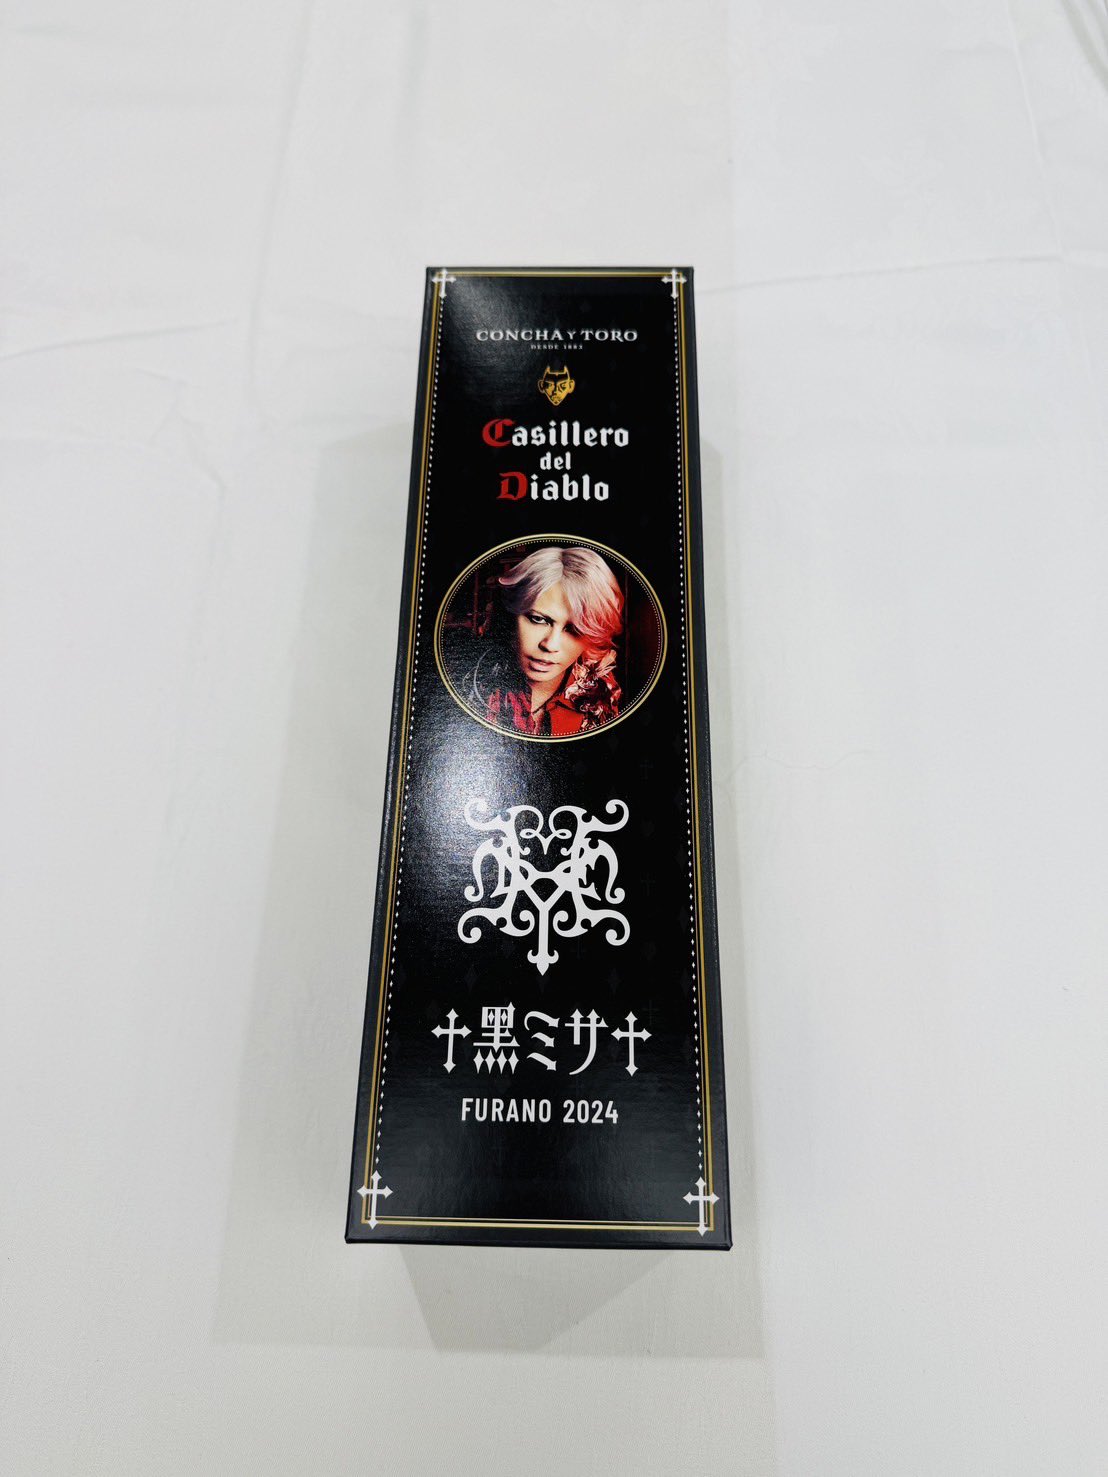 CONCHA Y TORO
DESDE 1883
Casillero
del
Diablo
黒ミサ
FURANO 2024